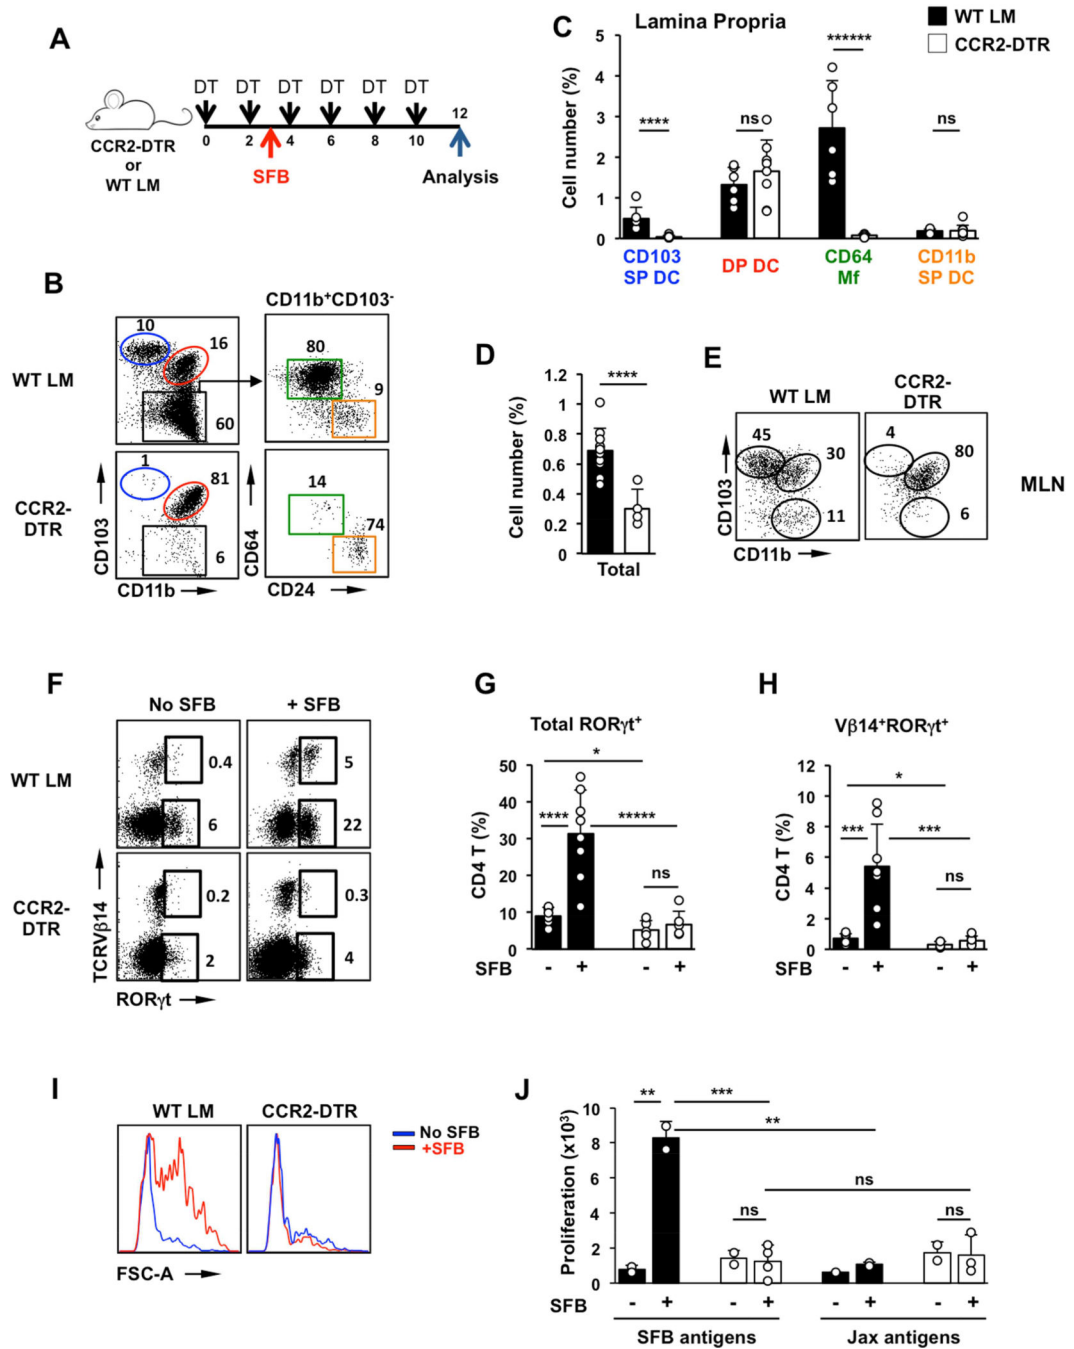 A
DT DT DT DT DT DT
0 2 4 6 8 10 12
CCR2-DTR
or
WT LM
SFB
Analysis
C
Lamina Propria
WT LM
CCR2-DTR
Cell number (%)
5
4
3
2
1
0
****
ns
******
ns
CD103
SP DC
DP DC
CD64
Mf
CD11b
SP DC
B
CD11b⁺CD103⁻
WT LM
10
16
60
80
9
CCR2-
DTR
1
81
6
14
74
CD103
CD64
CD11b
CD24
D
Cell number (%)
1.2
1
0.8
0.6
0.4
0.2
0
****
Total
E
WT LM
CCR2-
DTR
45
30
11
4
80
6
CD103
CD11b
MLN
F
No SFB
+ SFB
WT LM
0.4
6
5
22
CCR2-
DTR
0.2
2
0.3
4
TCRVβ14
RORγt
G
Total RORγt⁺
CD4 T (%)
50
40
30
20
10
0
*
****
*****
ns
SFB - + - +
H
Vβ14⁺RORγt⁺
CD4 T (%)
12
10
8
6
4
2
0
*
***
***
ns
SFB - + - +
I
WT LM
CCR2-DTR
No SFB
+SFB
FSC-A
J
Proliferation (x10³)
10
8
6
4
2
0
**
***
**
ns
ns
ns
SFB - + - + - + - +
SFB antigens
Jax antigens